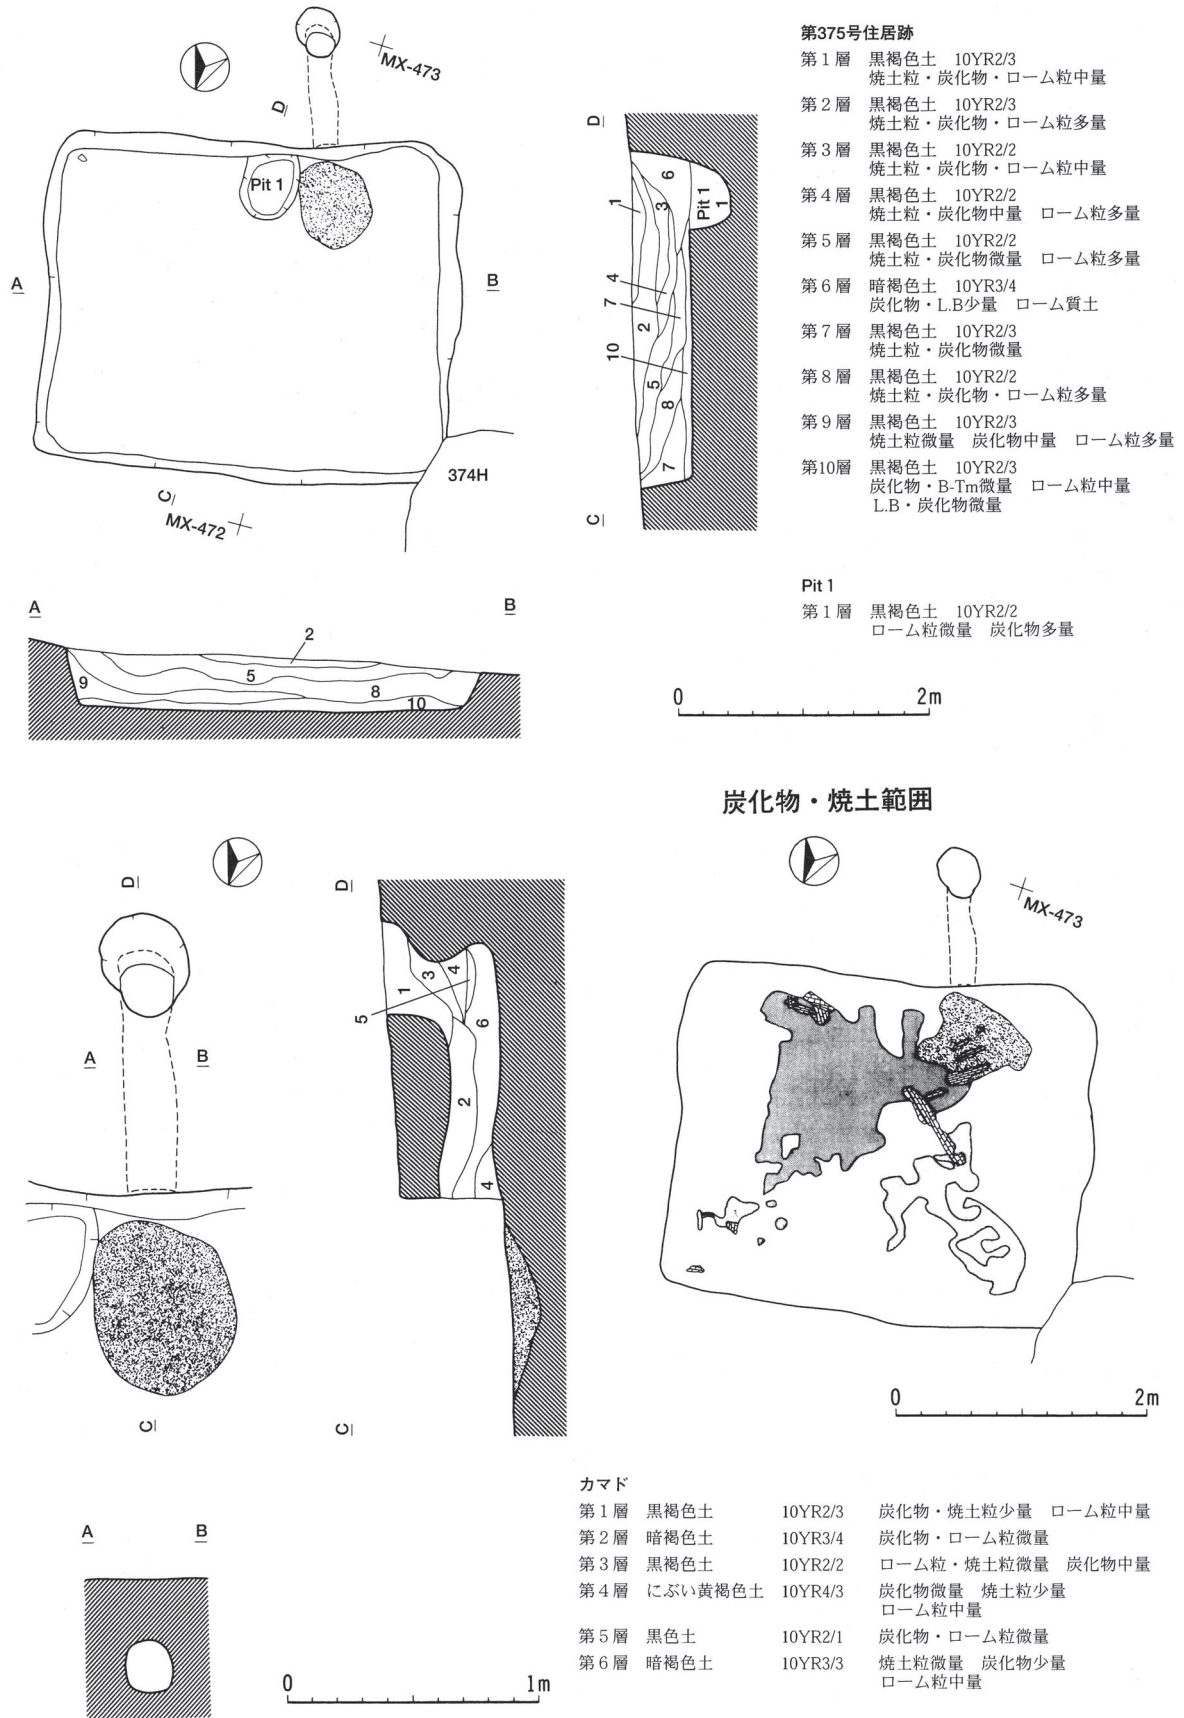 MX-473
D
Pit 1
A
B
374H
C
MX-472
D
1
6
3
Pit 1
1
4
7
2
10
5
8
7
C
第375号住居跡
第1層 黒褐色土 10YR2/3
焼土粒・炭化物・ローム粒中量
第2層 黒褐色土 10YR2/3
焼土粒・炭化物・ローム粒多量
第3層 黒褐色土 10YR2/2
焼土粒・炭化物・ローム粒中量
第4層 黒褐色土 10YR2/2
焼土粒・炭化物中量 ローム粒多量
第5層 黒褐色土 10YR2/2
焼土粒・炭化物微量 ローム粒多量
第6層 暗褐色土 10YR3/4
炭化物・L.B少量 ローム質土
第7層 黒褐色土 10YR2/3
焼土粒・炭化物微量
第8層 黒褐色土 10YR2/2
焼土粒・炭化物・ローム粒多量
第9層 黒褐色土 10YR2/3
焼土粒微量 炭化物中量 ローム粒多量
第10層 黒褐色土 10YR2/3
炭化物・B-Tm微量 ローム粒中量
L.B・炭化物微量
Pit 1
第1層 黒褐色土 10YR2/2
ローム粒微量 炭化物多量
A
B
2
5
9
8
10
0 2m
炭化物・焼土範囲
D
A
B
C
D
1
3
4
5
6
2
4
C
MX-473
0 2m
A
B
0 1m
カマド
第1層 黒褐色土 10YR2/3 炭化物・焼土粒少量 ローム粒中量
第2層 暗褐色土 10YR3/4 炭化物・ローム粒微量
第3層 黒褐色土 10YR2/2 ローム粒・焼土粒微量 炭化物中量
第4層 にぶい黄褐色土 10YR4/3 炭化物微量 焼土粒少量
ローム粒中量
第5層 黒色土 10YR2/1 炭化物・ローム粒微量
第6層 暗褐色土 10YR3/3 焼土粒微量 炭化物少量
ローム粒中量